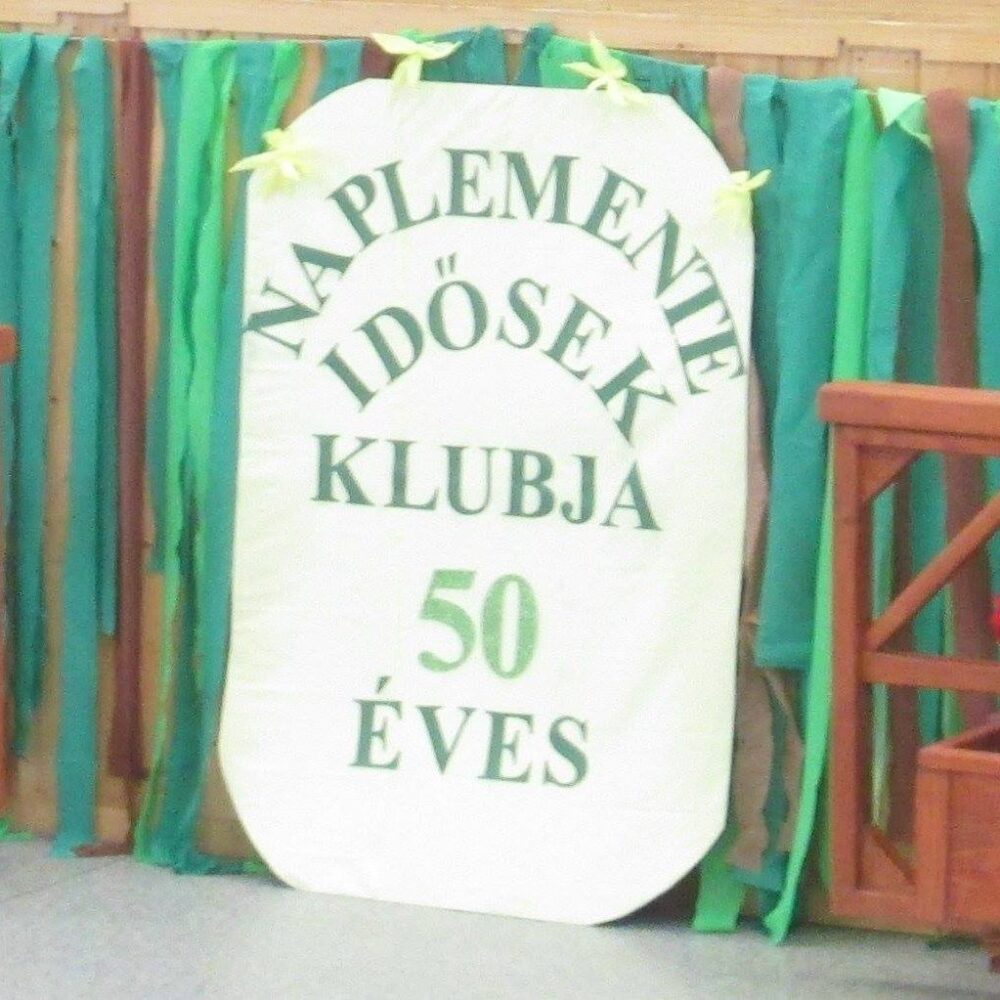 NAPLEMENTE
IDŐSEK
KLUBJA
50
ÉVES